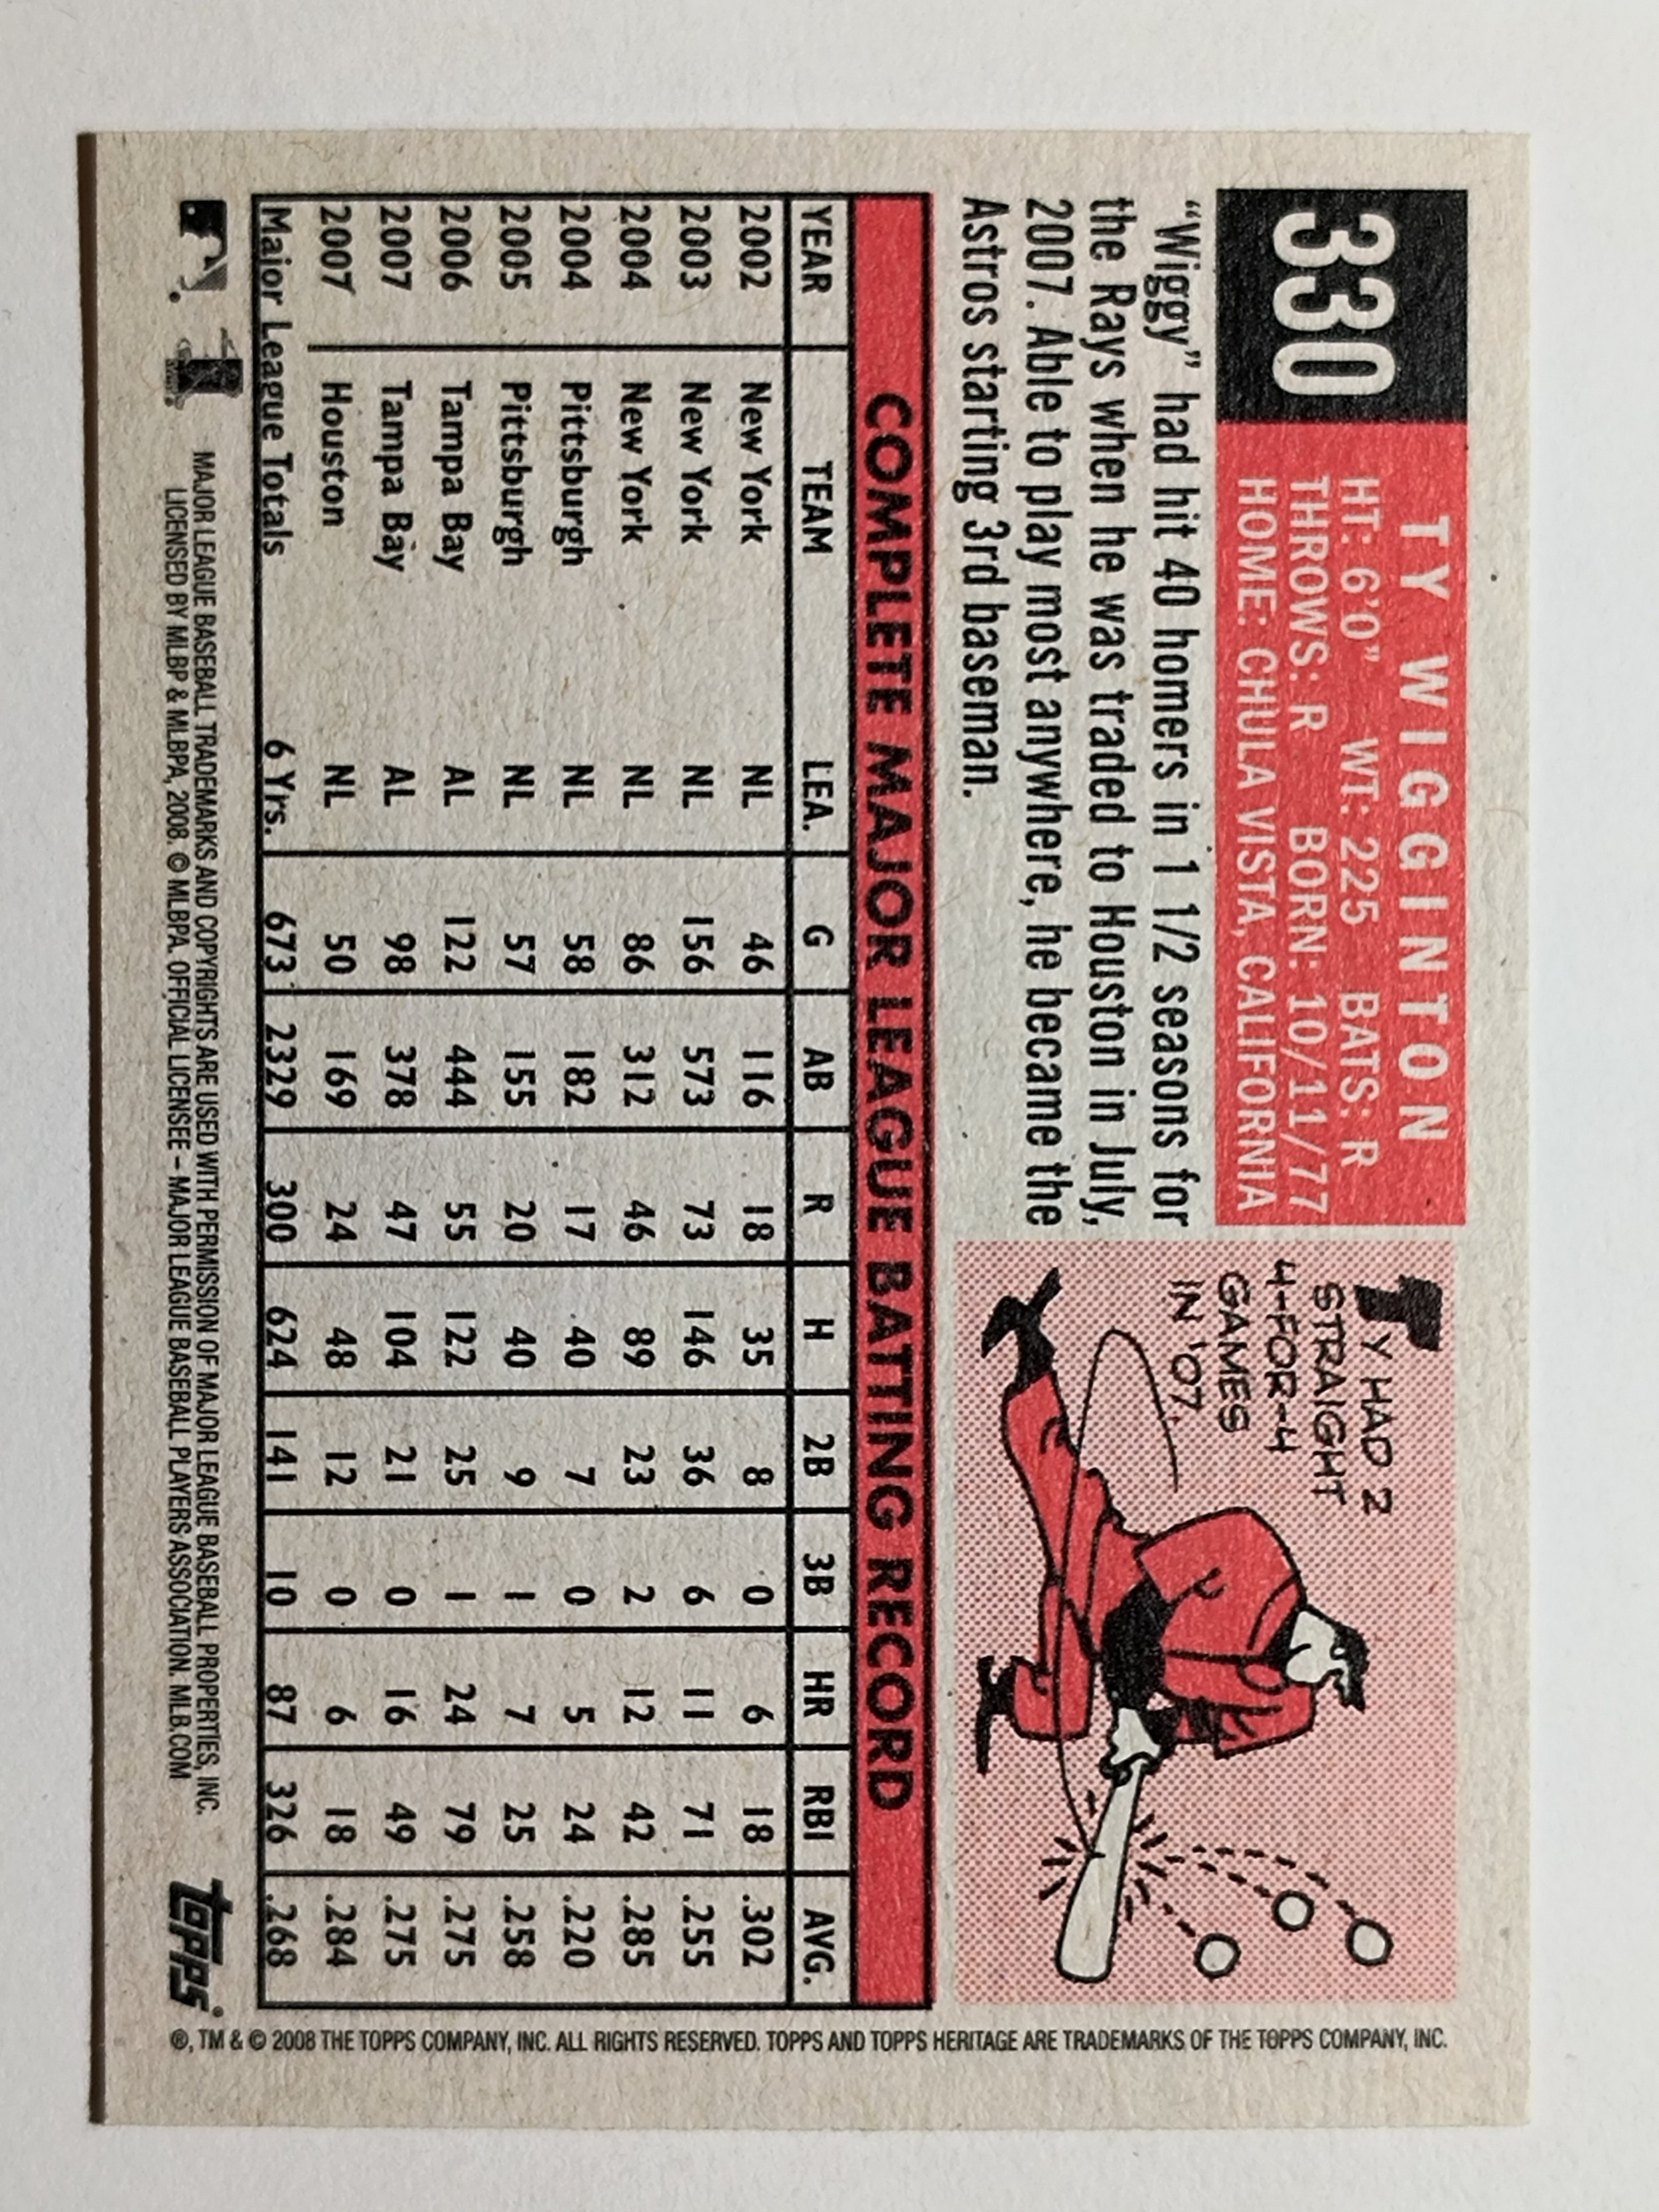 330
TY WIGGINTON
HT: 6'0" WT: 225 BATS: R
THROWS: R BORN: 10/11/77
HOME: CHULA VISTA, CALIFORNIA
"Wiggy" had hit 40 homers in 1 1/2 seasons for
the Rays when he was traded to Houston in July,
2007. Able to play most anywhere, he became the
Astros starting 3rd baseman.
TY HAD 2
STRAIGHT
4-FOR-4
GAMES
IN '07.
COMPLETE MAJOR LEAGUE BATTING RECORD
YEAR TEAM LEA. G AB R H 2B 3B HR RBI AVG.
2002 New York NL 46 116 18 35 8 0 6 18 .302
2003 New York NL 156 573 73 146 36 6 11 71 .255
2004 New York NL 86 312 46 89 23 2 12 42 .285
2004 Pittsburgh NL 58 182 17 40 7 0 5 24 .220
2005 Pittsburgh NL 57 155 20 40 9 1 7 25 .258
2006 Tampa Bay AL 122 444 55 122 25 1 24 79 .275
2007 Tampa Bay AL 98 378 47 104 21 0 16 49 .275
2007 Houston NL 50 169 24 48 12 0 6 18 .284
Major League Totals 6 Yrs. 673 2329 300 624 141 10 87 326 .268
MAJOR LEAGUE BASEBALL TRADEMARKS AND COPYRIGHTS ARE USED WITH PERMISSION OF MAJOR LEAGUE BASEBALL PROPERTIES, INC.
LICENSED BY MLBP & MLBPA, 2008. © MLBPA. OFFICIAL LICENSEE – MAJOR LEAGUE BASEBALL PLAYERS ASSOCIATION. MLB.COM
topps®
®, TM & © 2008 THE TOPPS COMPANY, INC. ALL RIGHTS RESERVED. TOPPS AND TOPPS HERITAGE ARE TRADEMARKS OF THE TOPPS COMPANY, INC.